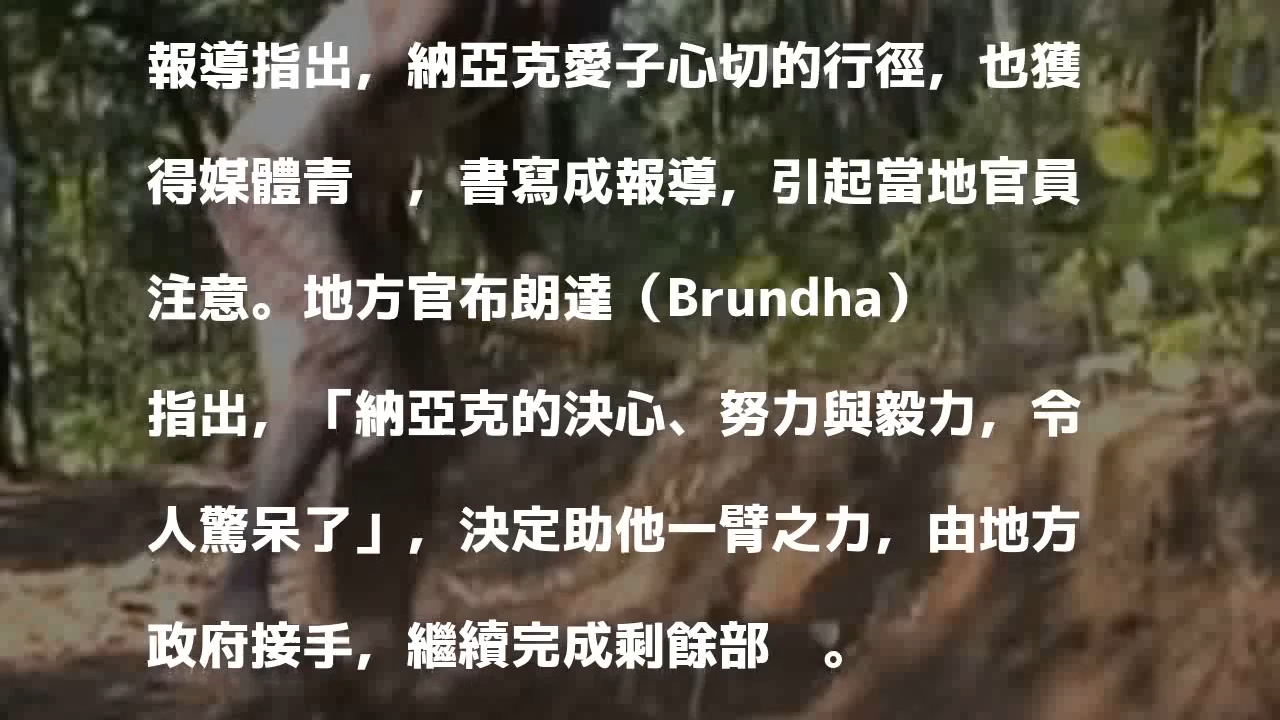 報導指出，納亞克愛子心切的行徑，也獲
得媒體青　，書寫成報導，引起當地官員
注意。地方官布朗達（Brundha）
指出，「納亞克的決心、努力與毅力，令
人驚呆了」，決定助他一臂之力，由地方
政府接手，繼續完成剩餘部　。